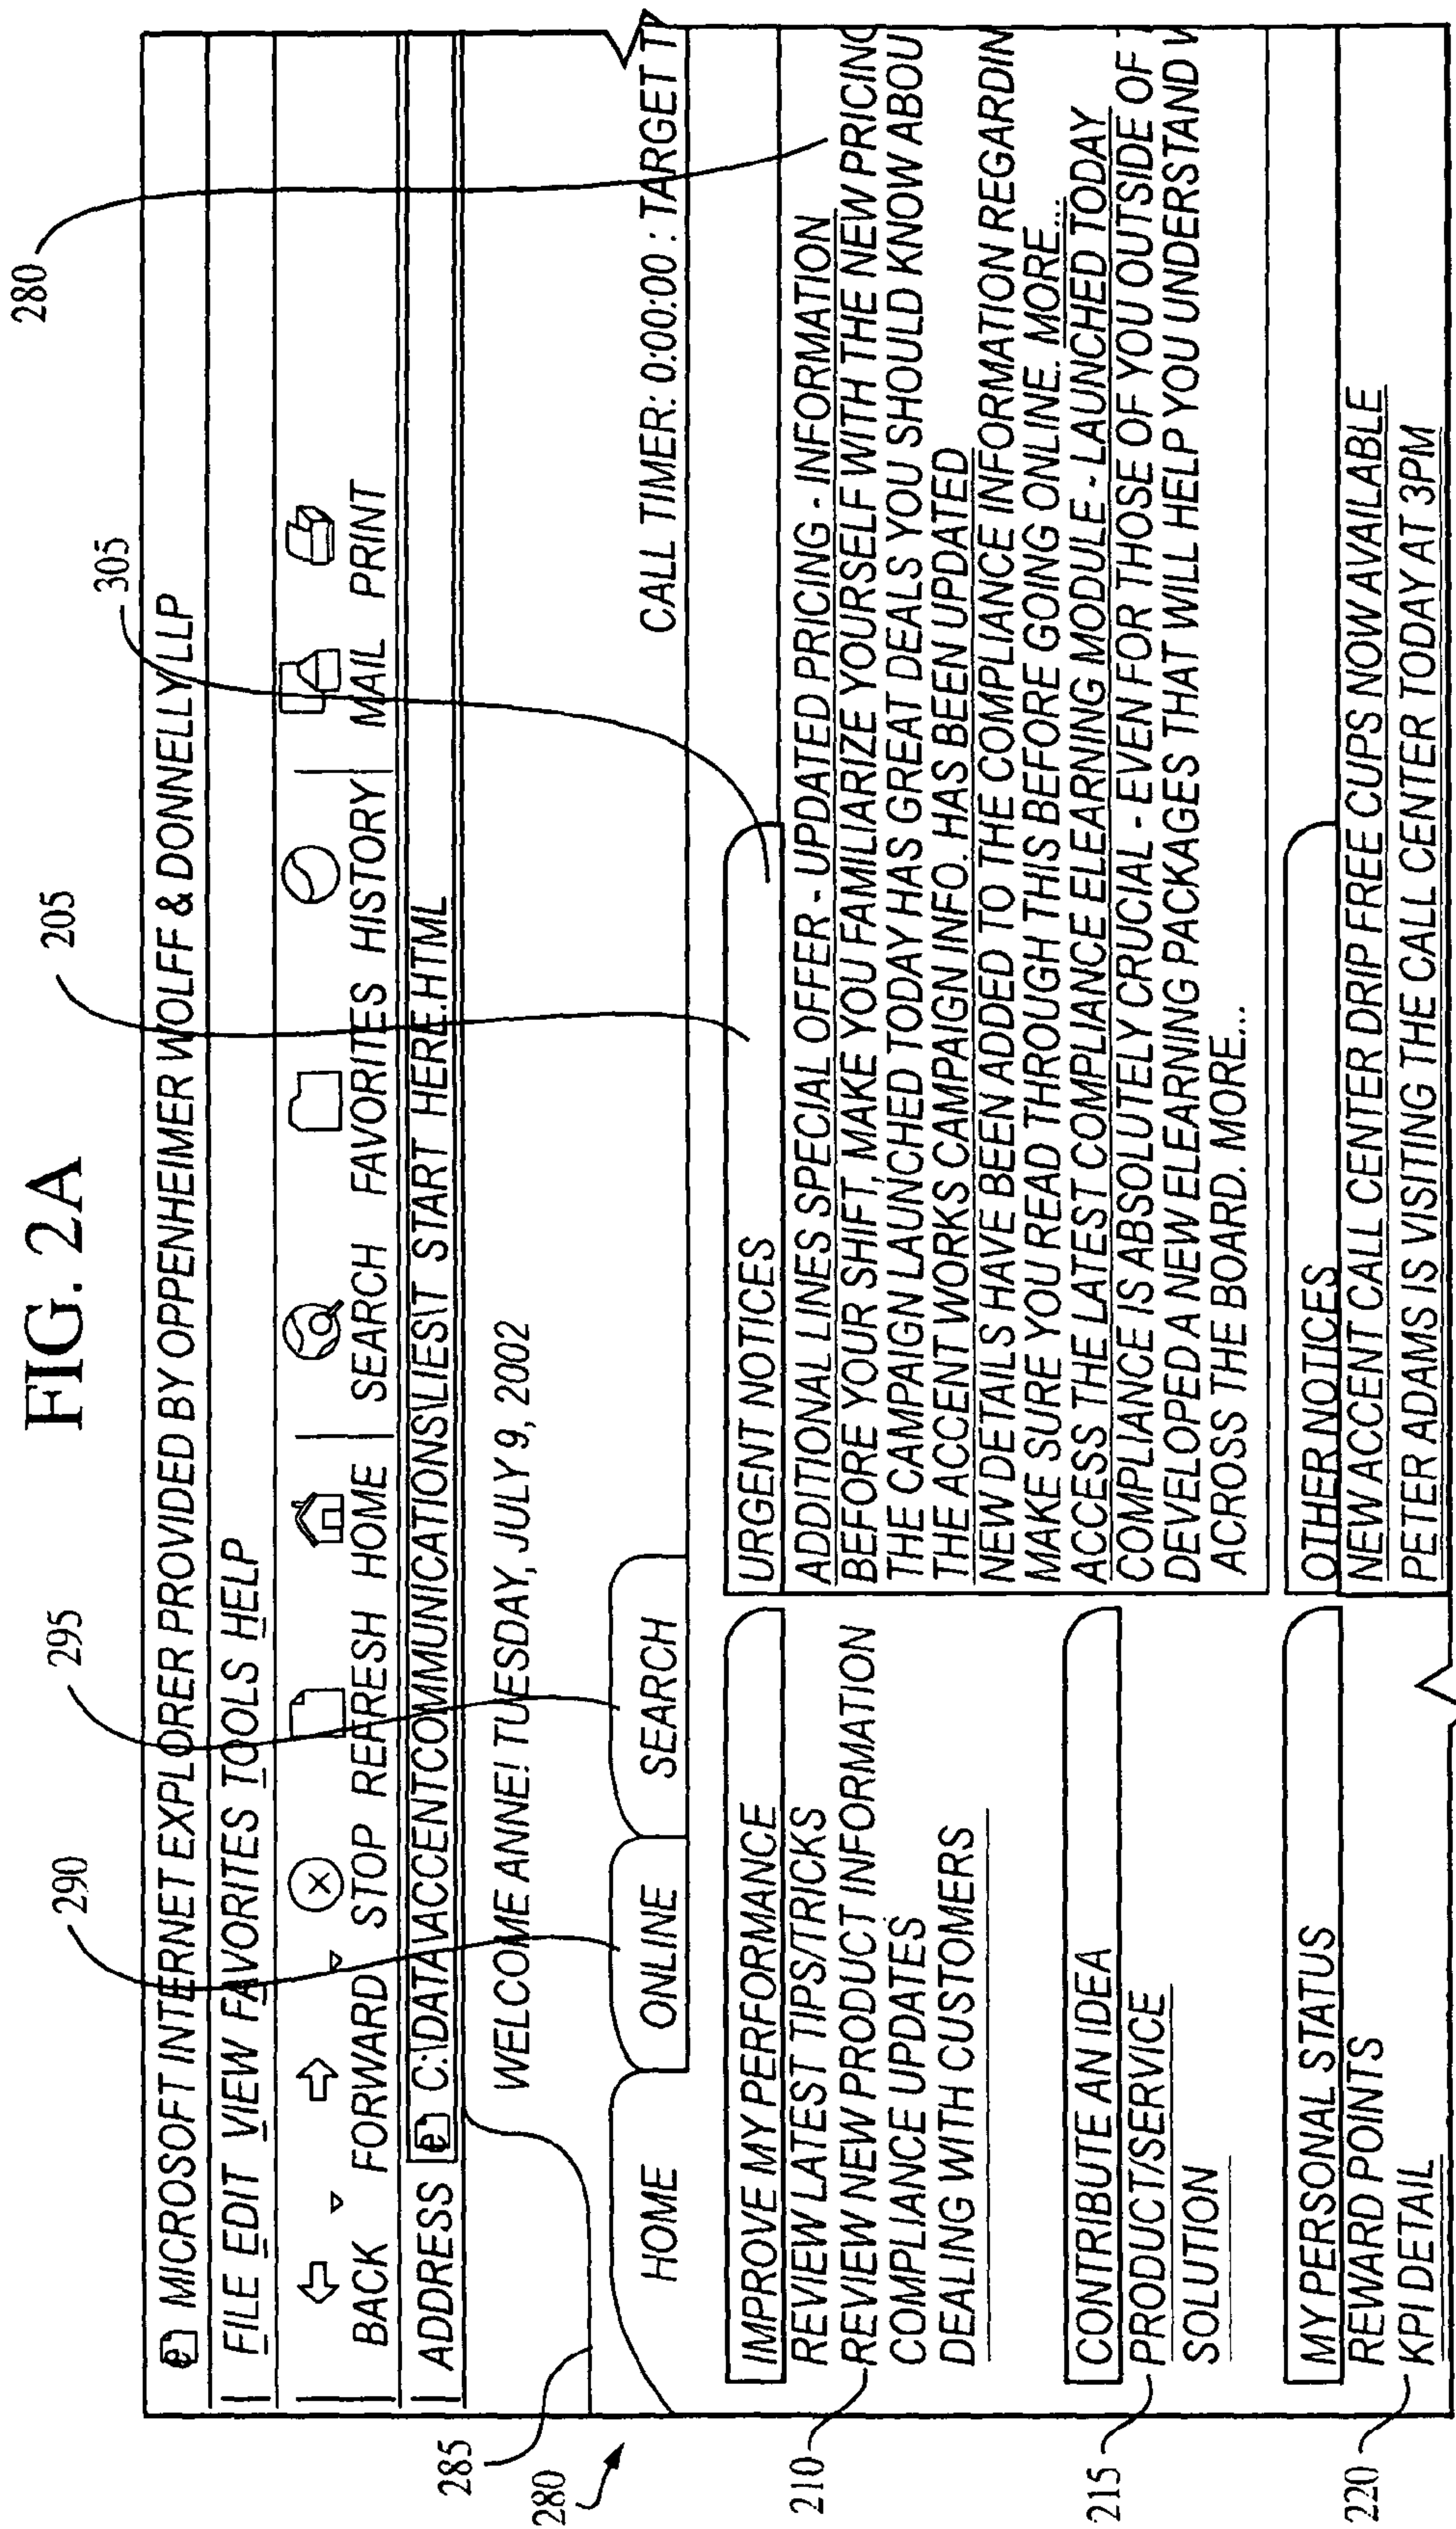 FIG. 2A
280
305
205
295
290
MICROSOFT INTERNET EXPLORER PROVIDED BY OPPENHEIMER WOLFF & DONNELLY LLP
FILE EDIT VIEW FAVORITES TOOLS HELP
BACK FORWARD STOP REFRESH HOME SEARCH FAVORITES HISTORY MAIL PRINT
ADDRESS C:\DATA\ACCENTCOMMUNICATIONS\LIEST START HERE.HTML
285
WELCOME ANNE! TUESDAY, JULY 9, 2002
280
HOME ONLINE SEARCH
CALL TIMER: 0:00:00 : TARGET T
IMPROVE MY PERFORMANCE
REVIEW LATEST TIPS/TRICKS
210
REVIEW NEW PRODUCT INFORMATION
COMPLIANCE UPDATES
DEALING WITH CUSTOMERS
CONTRIBUTE AN IDEA
215
PRODUCT/SERVICE
SOLUTION
MY PERSONAL STATUS
REWARD POINTS
220
KPI DETAIL
URGENT NOTICES
ADDITIONAL LINES SPECIAL OFFER - UPDATED PRICING - INFORMATION
BEFORE YOUR SHIFT, MAKE YOU FAMILIARIZE YOURSELF WITH THE NEW PRICING
THE CAMPAIGN LAUNCHED TODAY HAS GREAT DEALS YOU SHOULD KNOW ABOU
THE ACCENT WORKS CAMPAIGN INFO. HAS BEEN UPDATED
NEW DETAILS HAVE BEEN ADDED TO THE COMPLIANCE INFORMATION REGARDIN
MAKE SURE YOU READ THROUGH THIS BEFORE GOING ONLINE. MORE...
ACCESS THE LATEST COMPLIANCE ELEARNING MODULE - LAUNCHED TODAY
COMPLIANCE IS ABSOLUTELY CRUCIAL - EVEN FOR THOSE OF YOU OUTSIDE OF
DEVELOPED A NEW ELEARNING PACKAGES THAT WILL HELP YOU UNDERSTAND
ACROSS THE BOARD. MORE...
OTHER NOTICES
NEW ACCENT CALL CENTER DRIP FREE CUPS NOW AVAILABLE
PETER ADAMS IS VISITING THE CALL CENTER TODAY AT 3PM